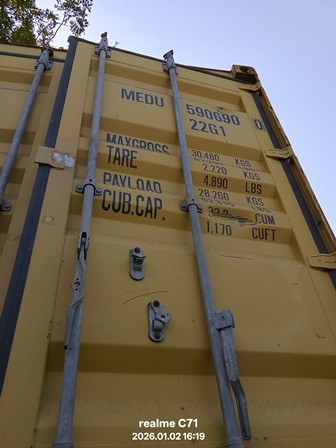 MEDU 590690 0
22G1
MAXGROSS 30.480 KGS
TARE 2.220 KGS
4.890 LBS
PAYLOAD 28.260 KGS
CUB.CAP. CUM
1.170 CUFT
realme C71
2026.01.02 16:19